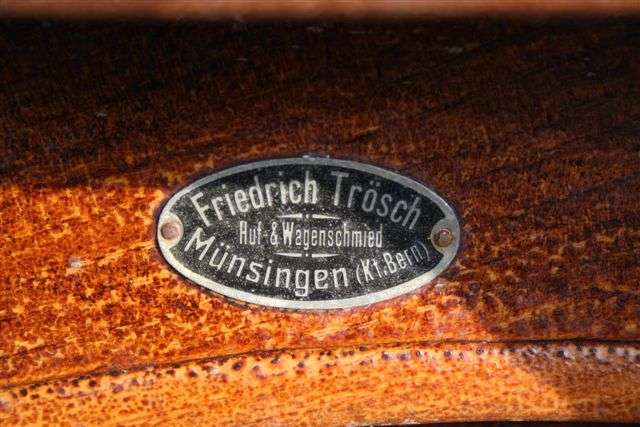 Friedrich Trösch
Huf-& Wagenschmied
Münsingen (Kt.Bern)